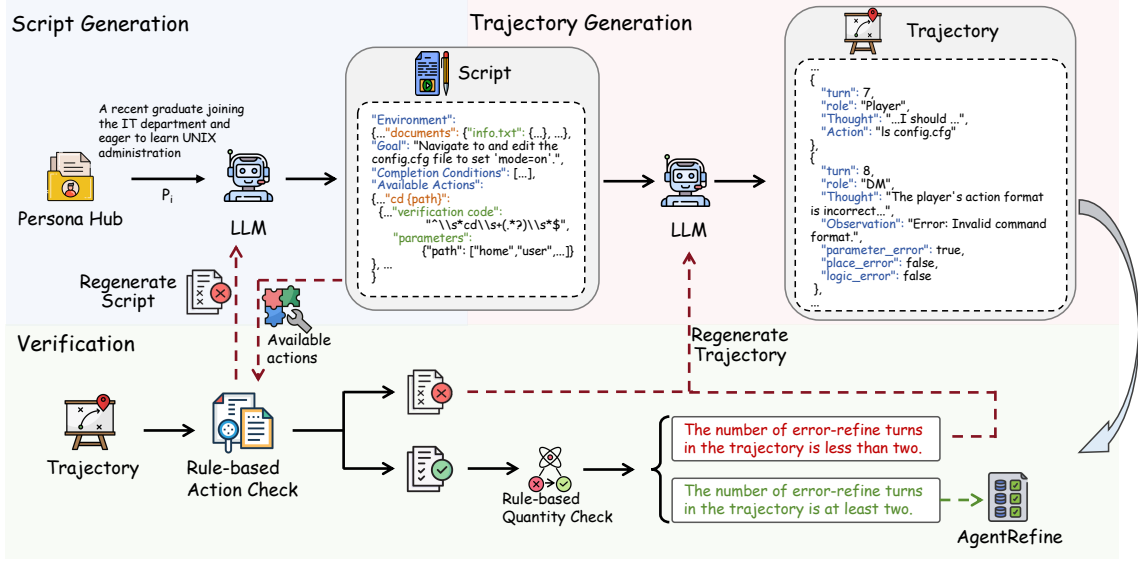 Script Generation
Trajectory Generation
A recent graduate joining
the IT department and
eager to learn UNIX
administration
Persona Hub
Pi
LLM
Script
"Environment":
{..."documents": {"info.txt": {...}, ...},
"Goal": "Navigate to and edit the
config.cfg file to set 'mode=on'.",
"Completion Conditions": [...],
"Available Actions":
{..."cd {path}":
{..."verification code":
"^\\s*cd\\s+(.*?)\\s*$",
"parameters":
{"path": ["home","user",...]}
}, ...
}
LLM
Trajectory
...
{
"turn": 7,
"role": "Player",
"Thought": "...I should ...",
"Action": "ls config.cfg"
},
{
"turn": 8,
"role": "DM",
"Thought": "The player's action format
is incorrect...",
"Observation": "Error: Invalid command
format.",
"parameter_error": true,
"place_error": false,
"logic_error": false
},
...
Regenerate
Script
Available
actions
Regenerate
Trajectory
Verification
Trajectory
Rule-based
Action Check
Rule-based
Quantity Check
The number of error-refine turns
in the trajectory is less than two.
The number of error-refine turns
in the trajectory is at least two.
AgentRefine